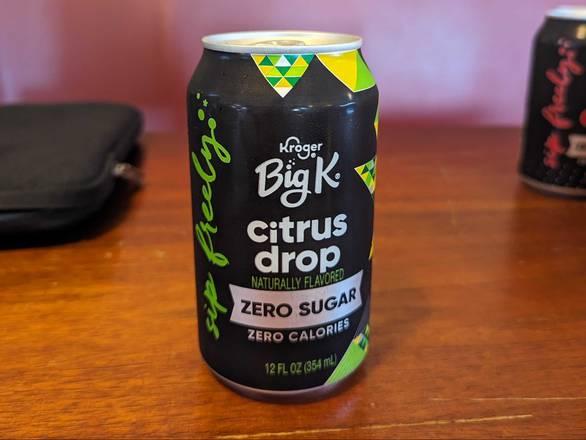 Kroger
Big K®
citrus
drop
NATURALLY FLAVORED
ZERO SUGAR
ZERO CALORIES
12 FL OZ (354 mL)
sip freely
sip freely